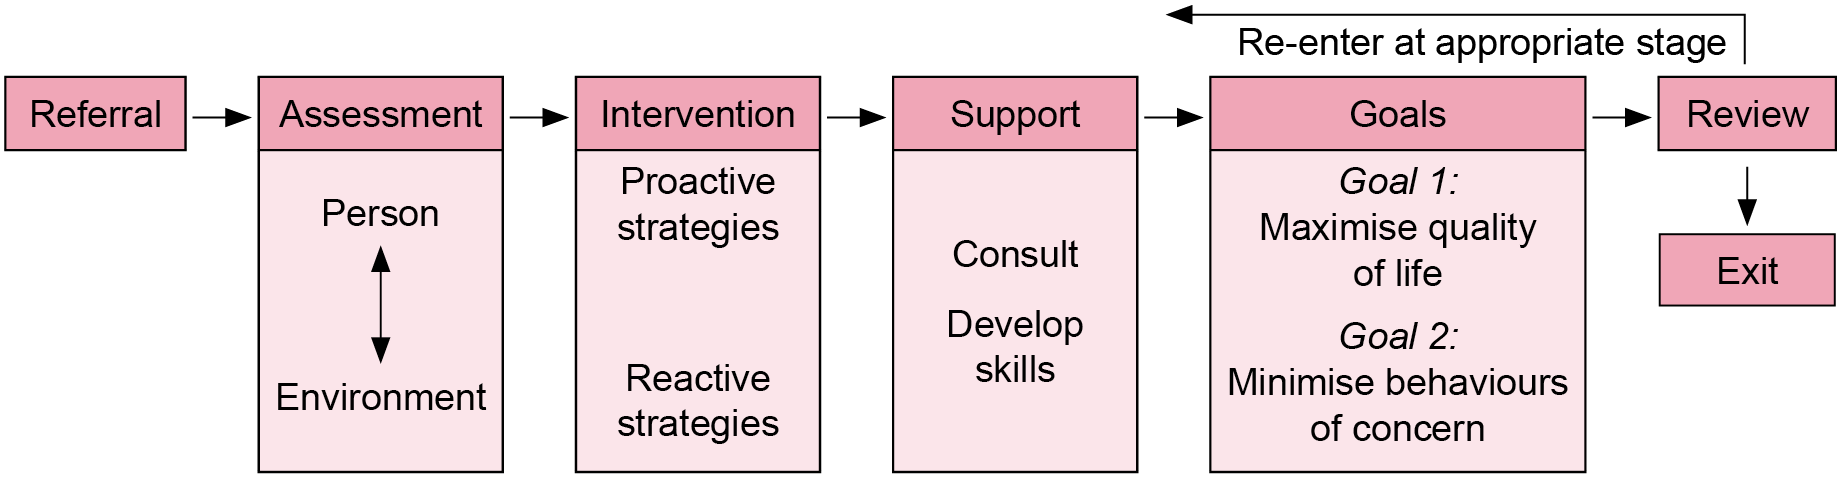 Re-enter at appropriate stage
Referral
Assessment
Person
Environment
Intervention
Proactive
strategies
Reactive
strategies
Support
Consult
Develop
skills
Goals
Goal 1:
Maximise quality
of life
Goal 2:
Minimise behaviours
of concern
Review
Exit